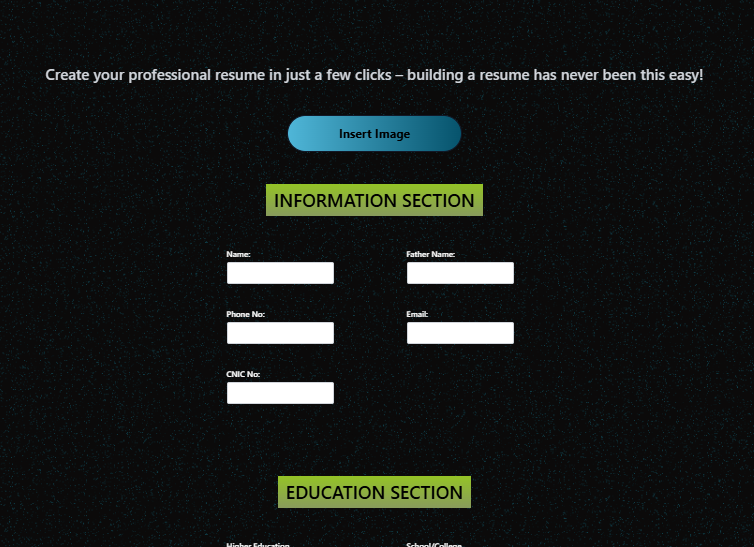 Create your professional resume in just a few clicks – building a resume has never been this easy!
Insert Image
INFORMATION SECTION
Name: Father Name:
Phone No: Email:
CNIC No:
EDUCATION SECTION
Higher Education School/College